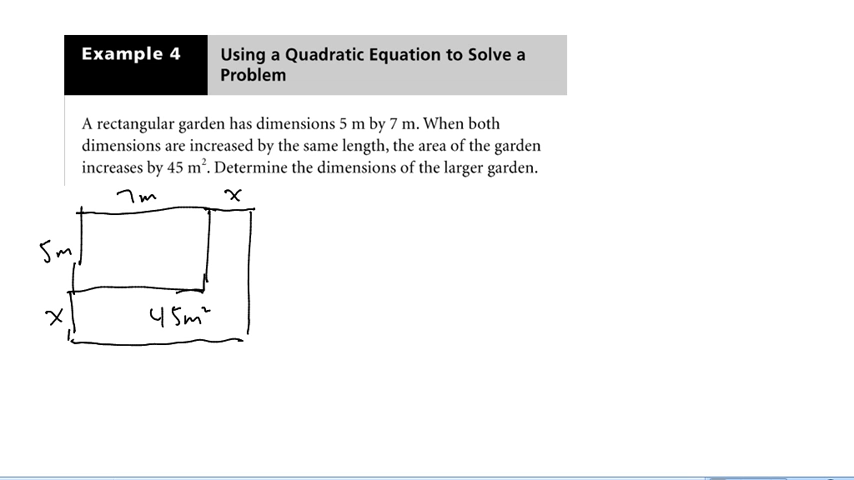 Example 4
Using a Quadratic Equation to Solve a
Problem
A rectangular garden has dimensions 5 m by 7 m. When both
dimensions are increased by the same length, the area of the garden
increases by 45 m². Determine the dimensions of the larger garden.
7m x
5m
x 45m²